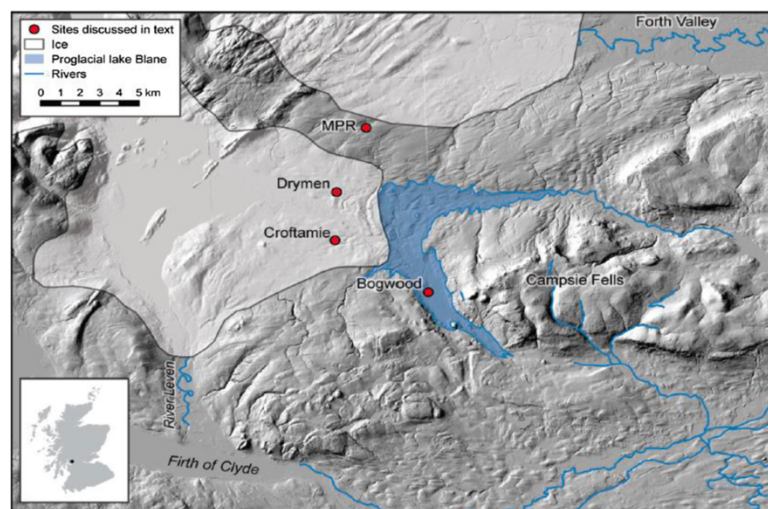 Sites discussed in text
Ice
Proglacial lake Blane
Rivers
0 1 2 3 4 5 km
Forth Valley
MPR
Drymen
Croftamie
Bogwood
Campsie Fells
River Leven
Firth of Clyde